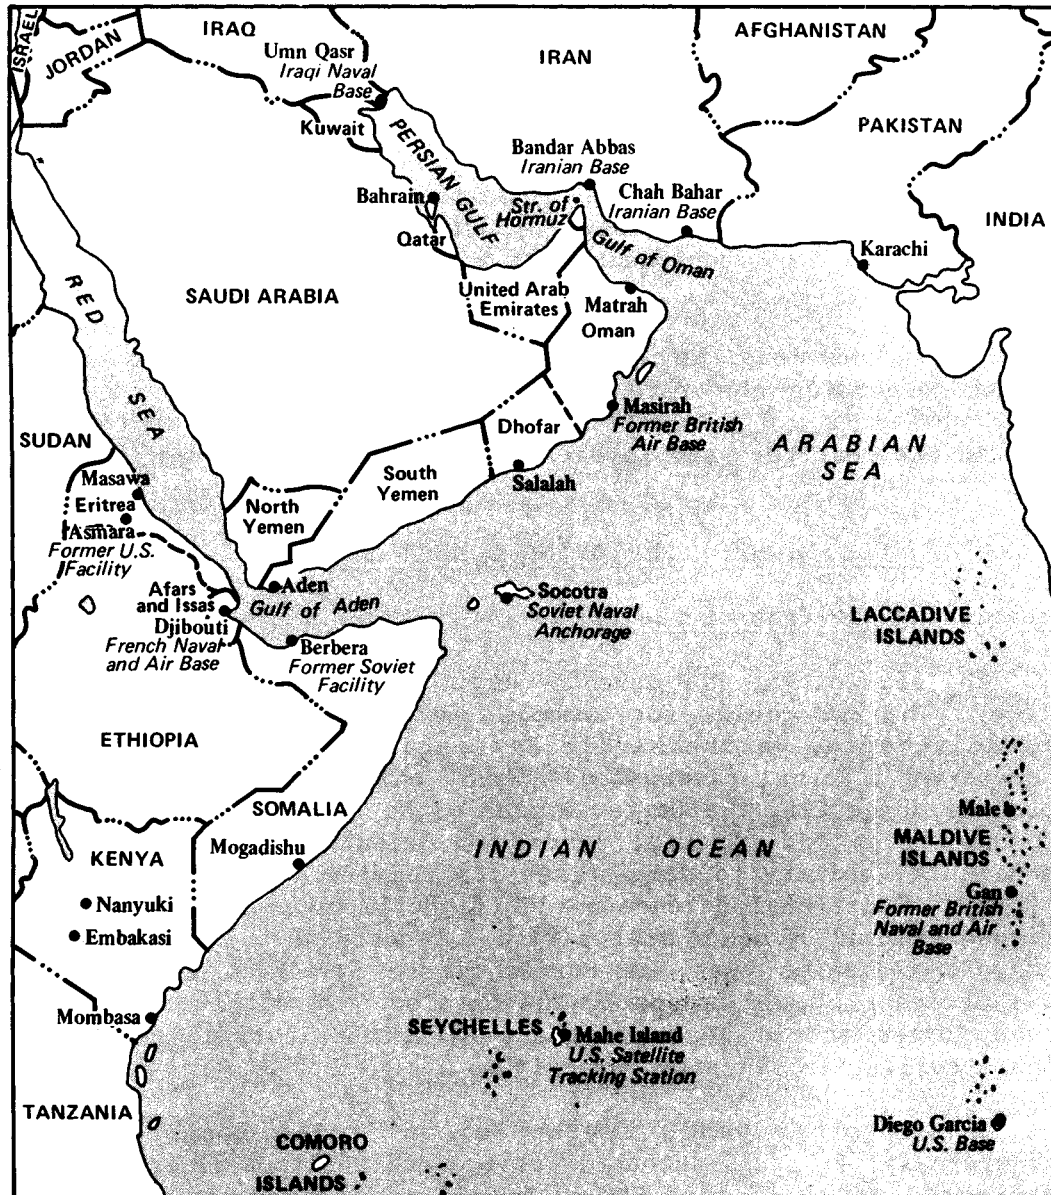 ISRAEL
JORDAN
IRAQ
Umn Qasr
Iraqi Naval
Base
IRAN
AFGHANISTAN
Kuwait
PERSIAN GULF
PAKISTAN
Bandar Abbas
Iranian Base
Chah Bahar
Iranian Base
Bahrain
Str. of
Hormuz
INDIA
Qatar
Gulf of Oman
Karachi
RED SEA
SAUDI ARABIA
United Arab
Emirates
Matrah
Oman
Masirah
Former British
Air Base
Dhofar
ARABIAN
SEA
SUDAN
Masawa
Eritrea
Asmara
Former U.S.
Facility
North
Yemen
South
Yemen
Salalah
Afars
and Issas
Djibouti
French Naval
and Air Base
Aden
Gulf of Aden
Berbera
Former Soviet
Facility
Socotra
Soviet Naval
Anchorage
LACCADIVE
ISLANDS
ETHIOPIA
SOMALIA
Mogadishu
KENYA
Nanyuki
Embakasi
INDIAN OCEAN
Male
MALDIVE
ISLANDS
Gan
Former British
Naval and Air
Base
Mombasa
SEYCHELLES
Mahe Island
U.S. Satellite
Tracking Station
TANZANIA
Diego Garcia
U.S. Base
COMORO
ISLANDS